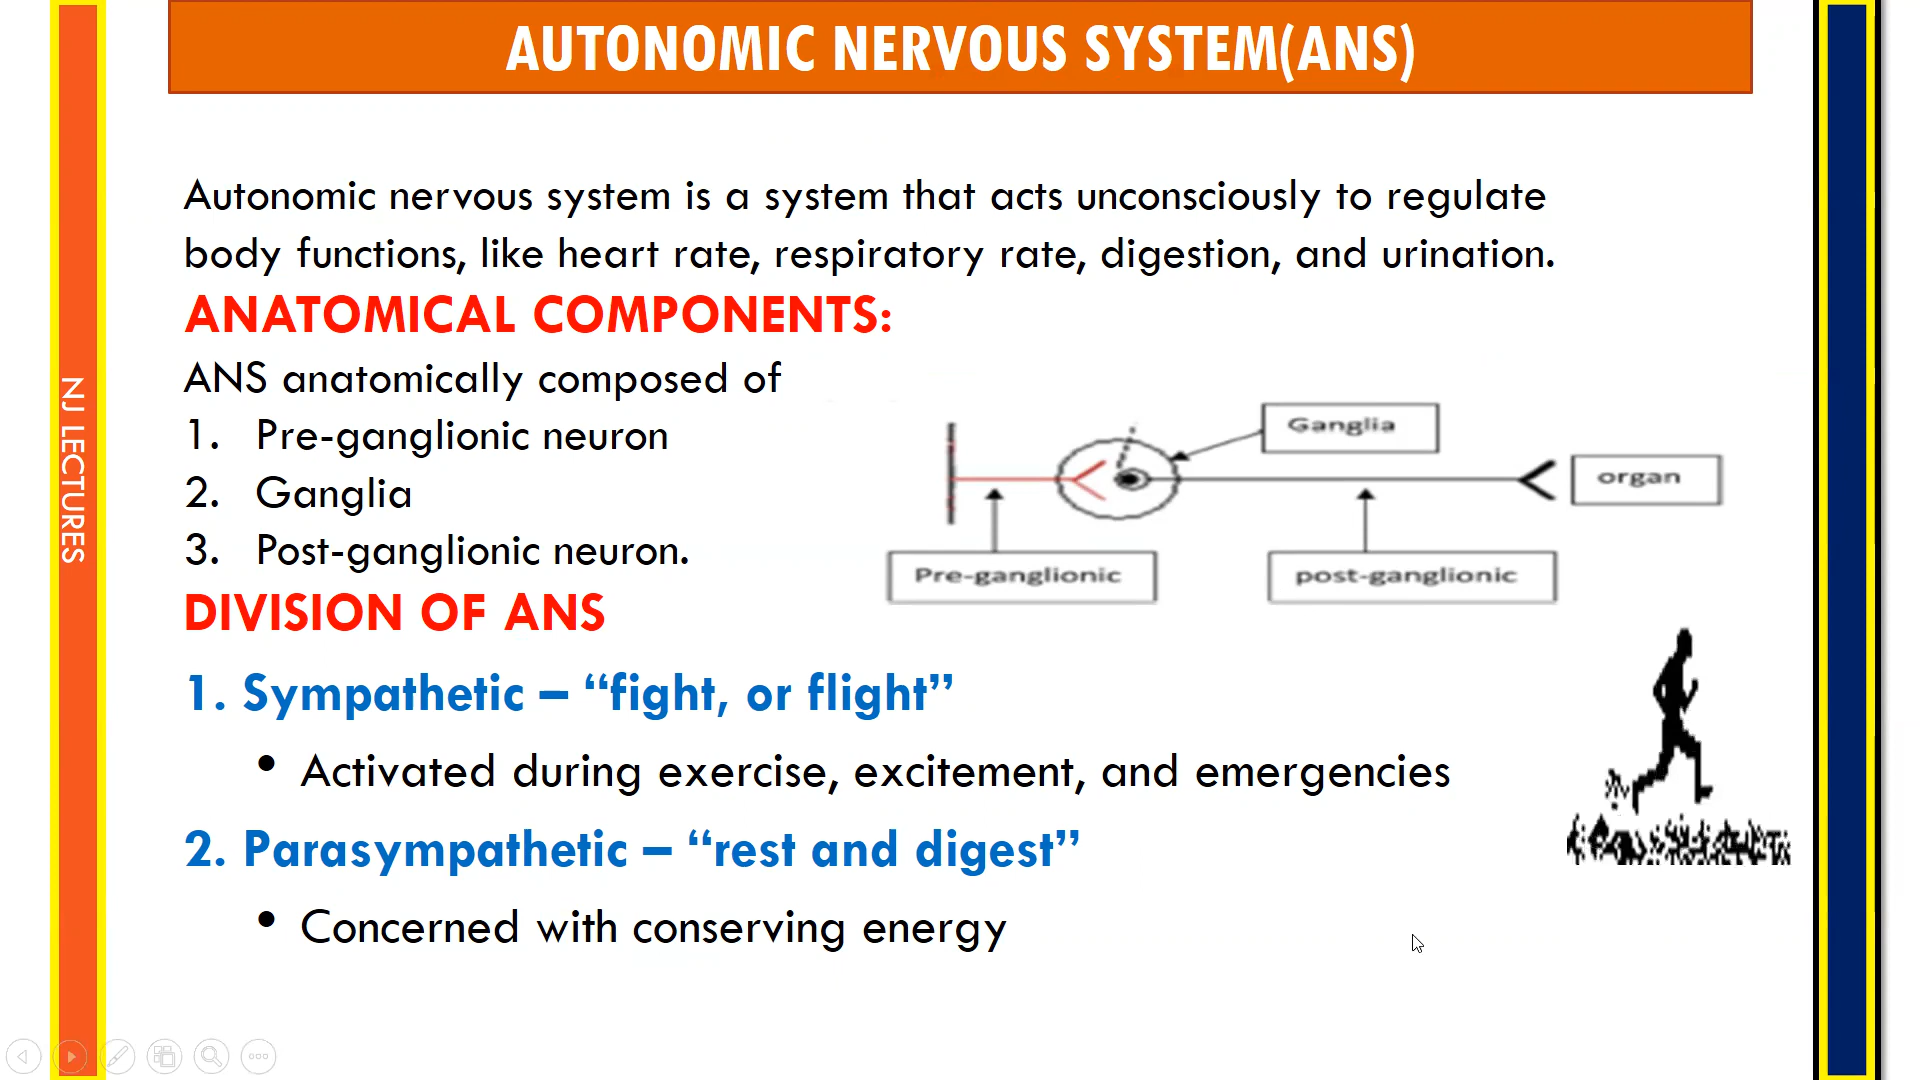 AUTONOMIC NERVOUS SYSTEM(ANS)
Autonomic nervous system is a system that acts unconsciously to regulate
body functions, like heart rate, respiratory rate, digestion, and urination.
ANATOMICAL COMPONENTS:
ANS anatomically composed of
1. Pre-ganglionic neuron
2. Ganglia
3. Post-ganglionic neuron.
Ganglia
organ
Pre-ganglionic
post-ganglionic
DIVISION OF ANS
1. Sympathetic – “fight, or flight”
• Activated during exercise, excitement, and emergencies
2. Parasympathetic – “rest and digest”
• Concerned with conserving energy
NJ LECTURES